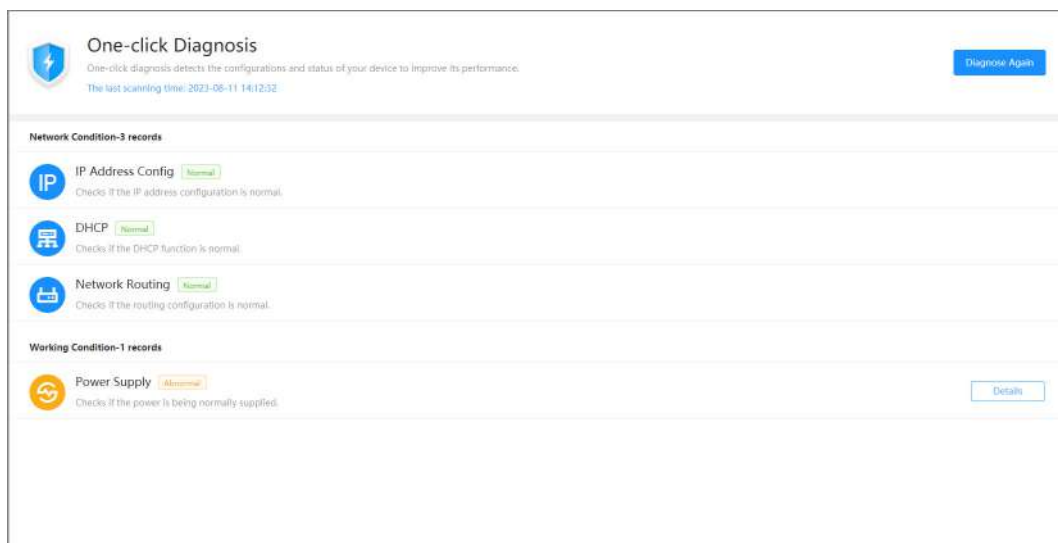 One-click Diagnosis
One-click diagnosis detects the configurations and status of your device to improve its performance.
The last scanning time: 2023-08-11 14:12:32
Diagnose Again
Network Condition-3 records
IP
IP Address Config Normal
Checks if the IP address configuration is normal.
DHCP Normal
Checks if the DHCP function is normal.
Network Routing Normal
Checks if the routing configuration is normal.
Working Condition-1 records
Power Supply Abnormal
Checks if the power is being normally supplied.
Details